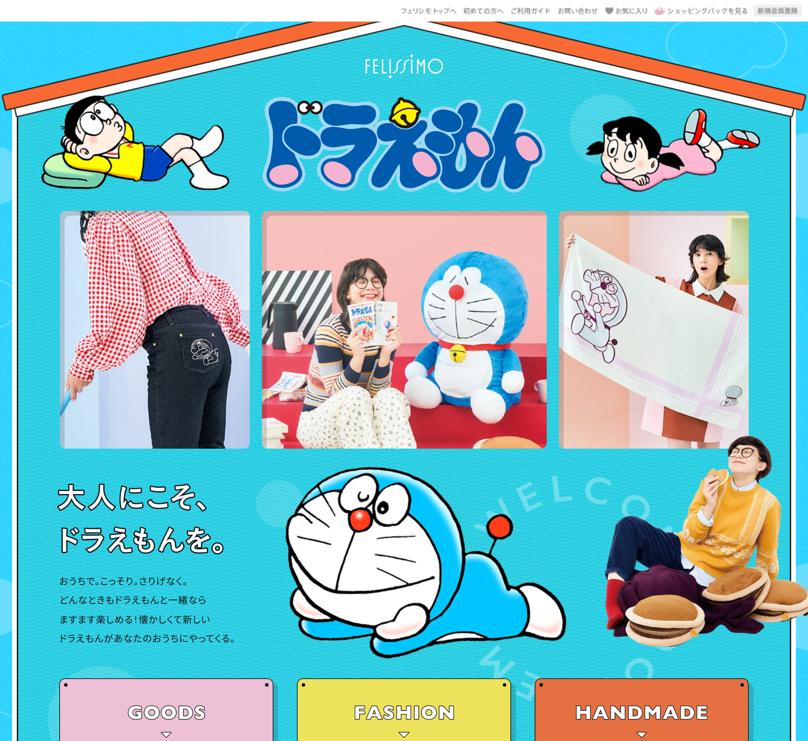 フェリシモトップへ 初めての方へ ご利用ガイド お問い合わせ お気に入り ショッピングバッグを見る 新規会員登録
FELISSIMO
ドラえもん
ドラえもん
大人にこそ、
ドラえもんを。
おうちで。こっそり。さりげなく。
どんなときもドラえもんと一緒なら
ますます楽しめる!懐かしくて新しい
ドラえもんがあなたのおうちにやってくる。
WELCO
ME
GOODS
FASHION
HANDMADE